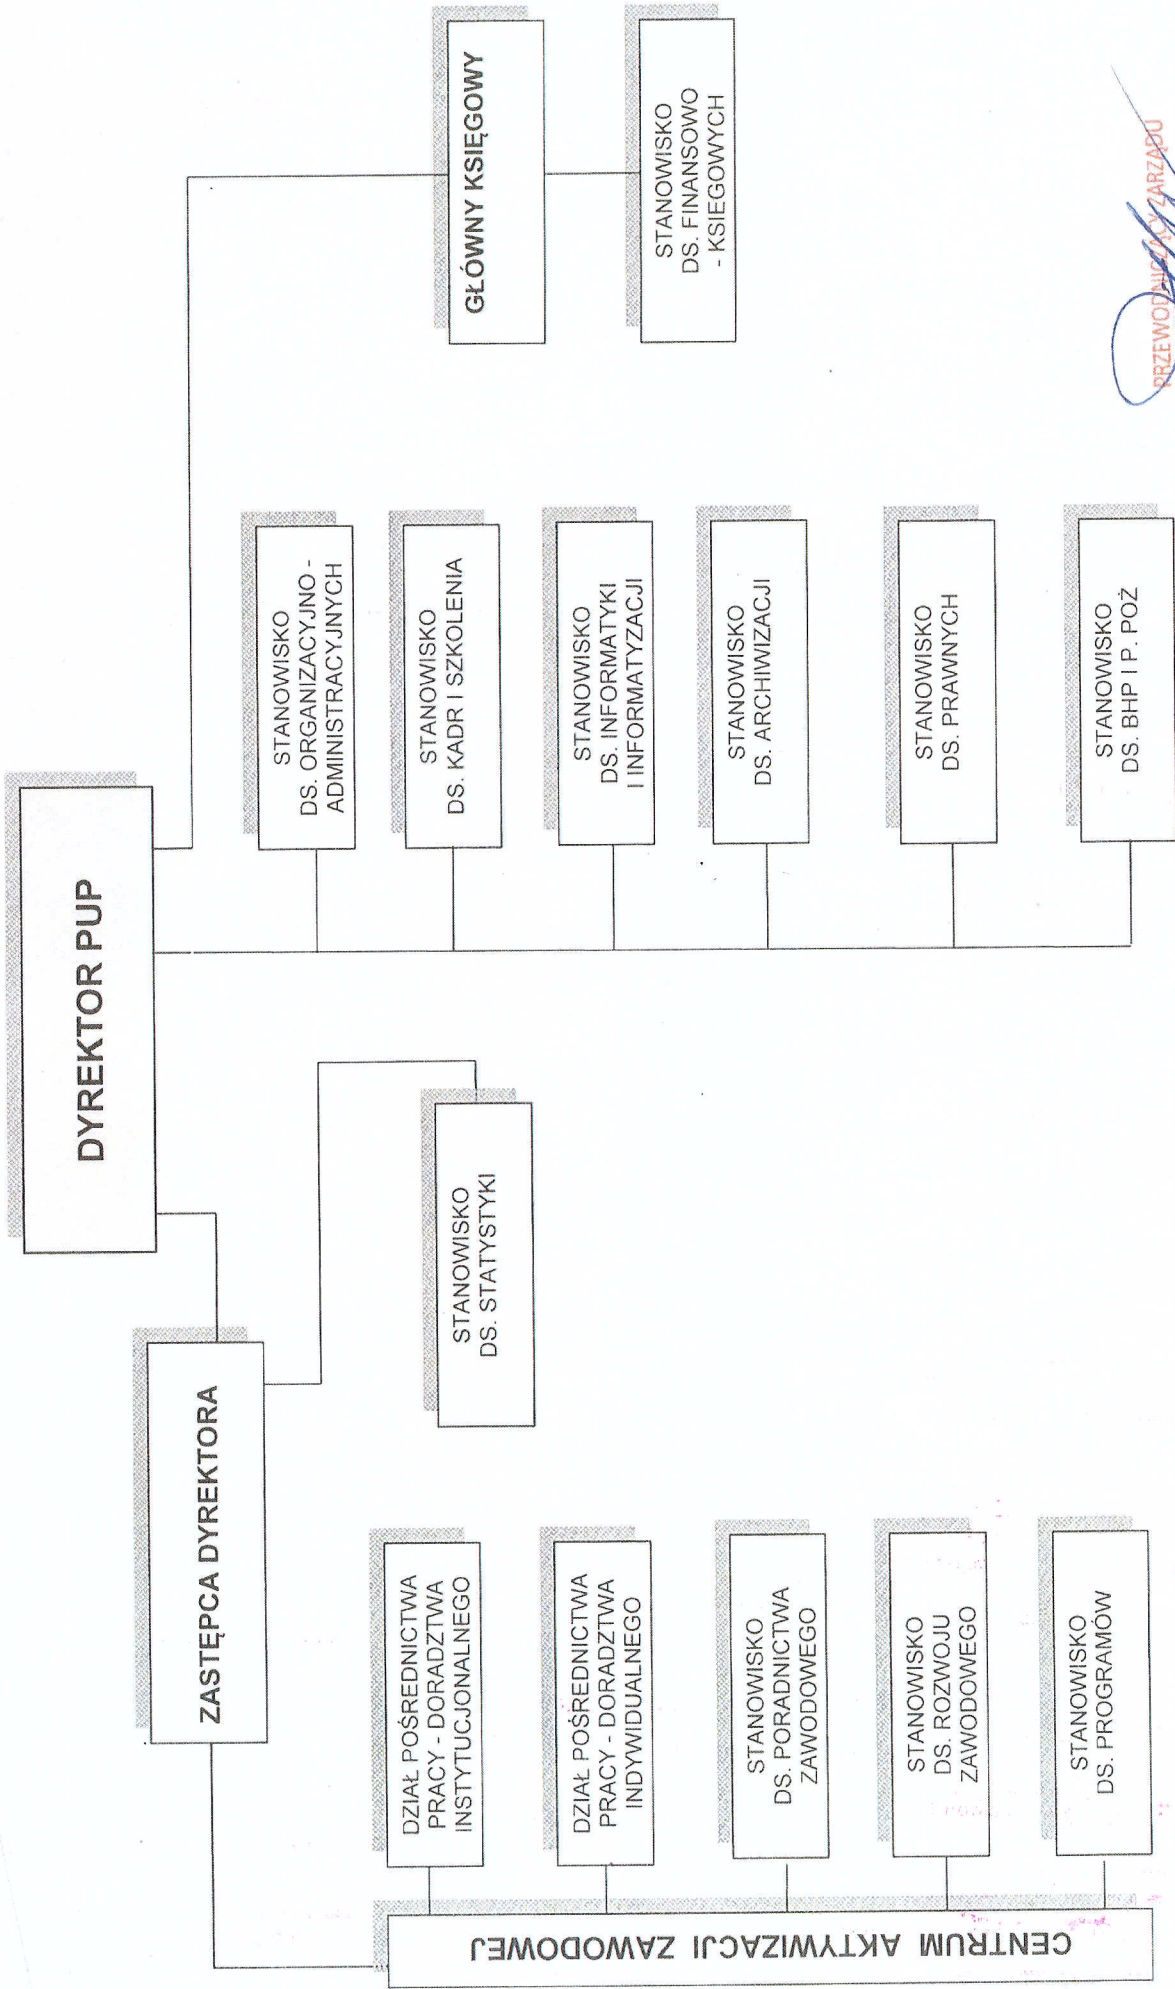 DYREKTOR PUP
ZASTĘPCA DYREKTORA
GŁÓWNY KSIĘGOWY
STANOWISKO
DS. FINANSOWO
- KSIEGOWYCH
STANOWISKO
DS. ORGANIZACYJNO -
ADMINISTRACYJNYCH
STANOWISKO
DS. KADR I SZKOLENIA
STANOWISKO
DS. INFORMATYKI
I INFORMATYZACJI
STANOWISKO
DS. ARCHIWIZACJI
STANOWISKO
DS. PRAWNYCH
STANOWISKO
DS. BHP I P. POŻ
STANOWISKO
DS. STATYSTYKI
CENTRUM AKTYWIZACJI ZAWODOWEJ
DZIAŁ POŚREDNICTWA
PRACY - DORADZTWA
INSTYTUCJONALNEGO
DZIAŁ POŚREDNICTWA
PRACY - DORADZTWA
INDYWIDUALNEGO
STANOWISKO
DS. PORADNICTWA
ZAWODOWEGO
STANOWISKO
DS. ROZWOJU
ZAWODOWEGO
STANOWISKO
DS. PROGRAMÓW
PRZEWODNICZĄCY ZARZĄDU